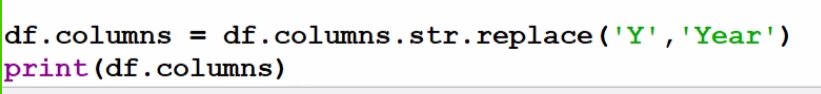 df.columns = df.columns.str.replace('Y','Year')
print(df.columns)